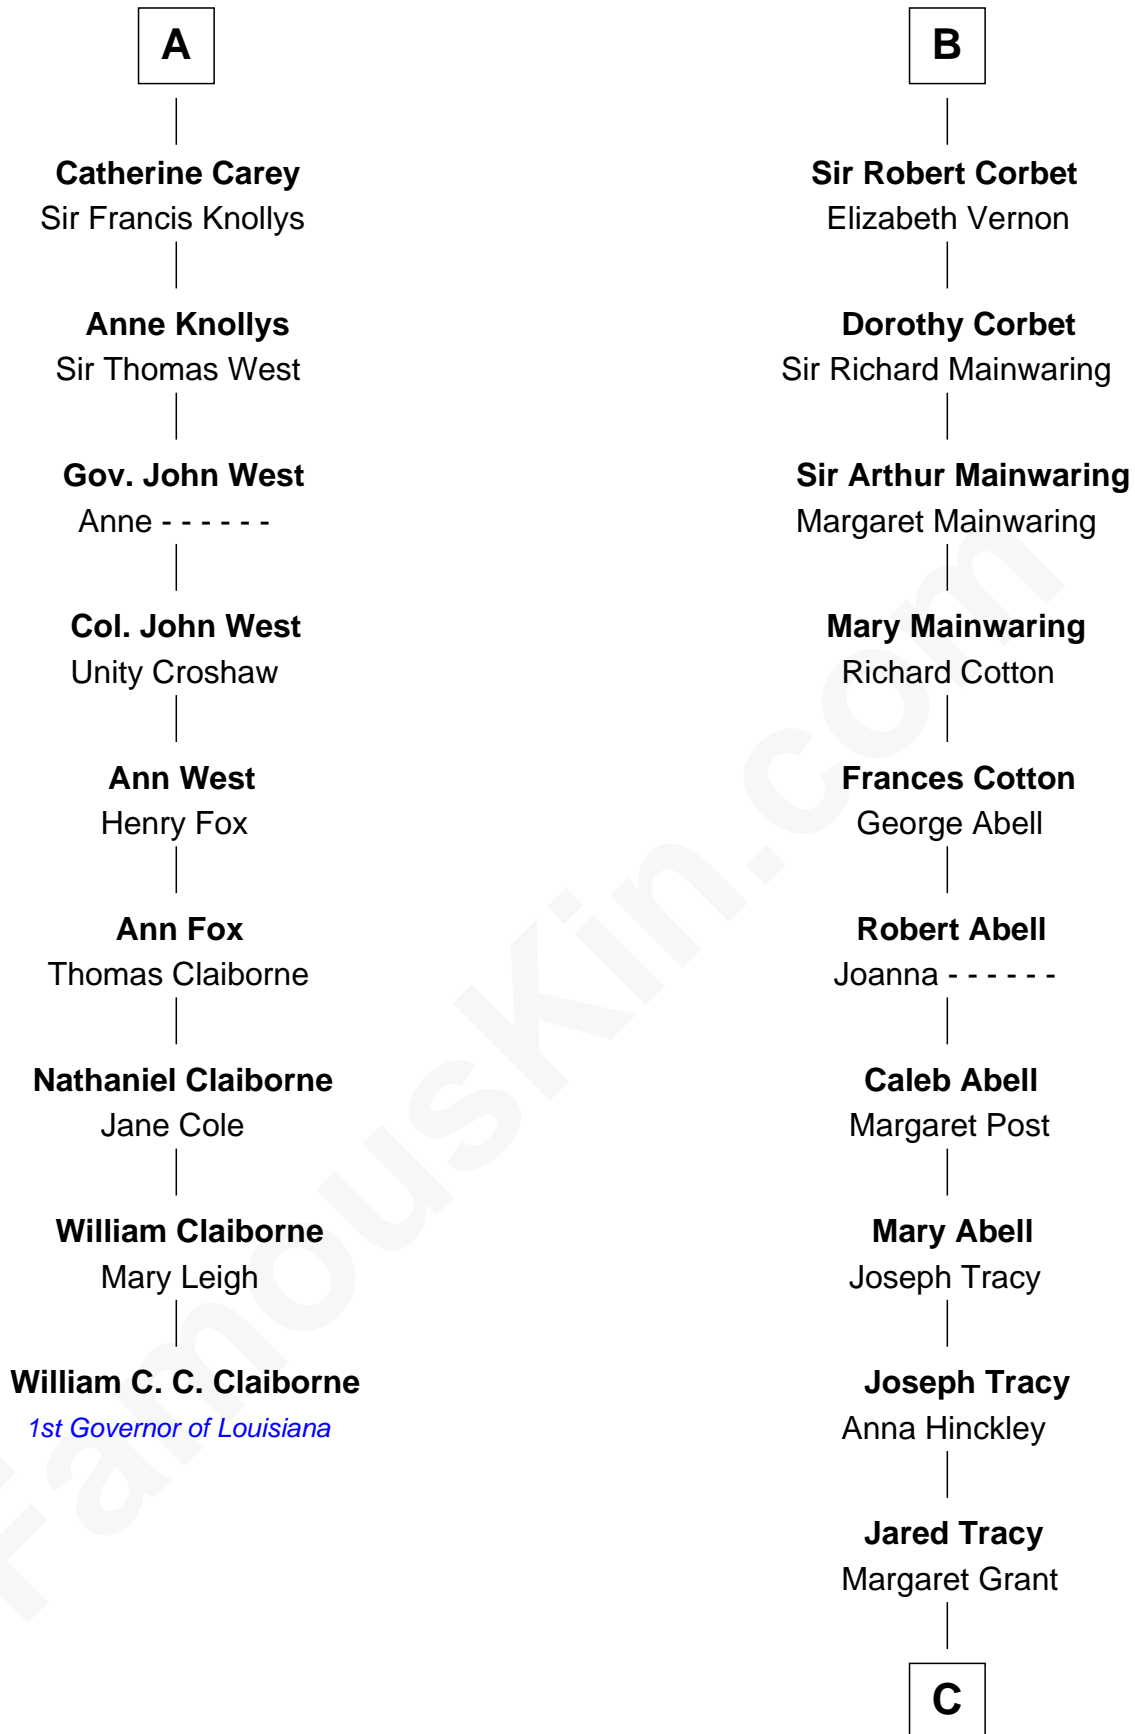 A
Catherine Carey
Sir Francis Knollys
Anne Knollys
Sir Thomas West
Gov. John West
Anne - - - - - -
Col. John West
Unity Croshaw
Ann West
Henry Fox
Ann Fox
Thomas Claiborne
Nathaniel Claiborne
Jane Cole
William Claiborne
Mary Leigh
William C. C. Claiborne
1st Governor of Louisiana
B
Sir Robert Corbet
Elizabeth Vernon
Dorothy Corbet
Sir Richard Mainwaring
Sir Arthur Mainwaring
Margaret Mainwaring
Mary Mainwaring
Richard Cotton
Frances Cotton
George Abell
Robert Abell
Joanna - - - - - -
Caleb Abell
Margaret Post
Mary Abell
Joseph Tracy
Joseph Tracy
Anna Hinckley
Jared Tracy
Margaret Grant
C
FamousKin.com